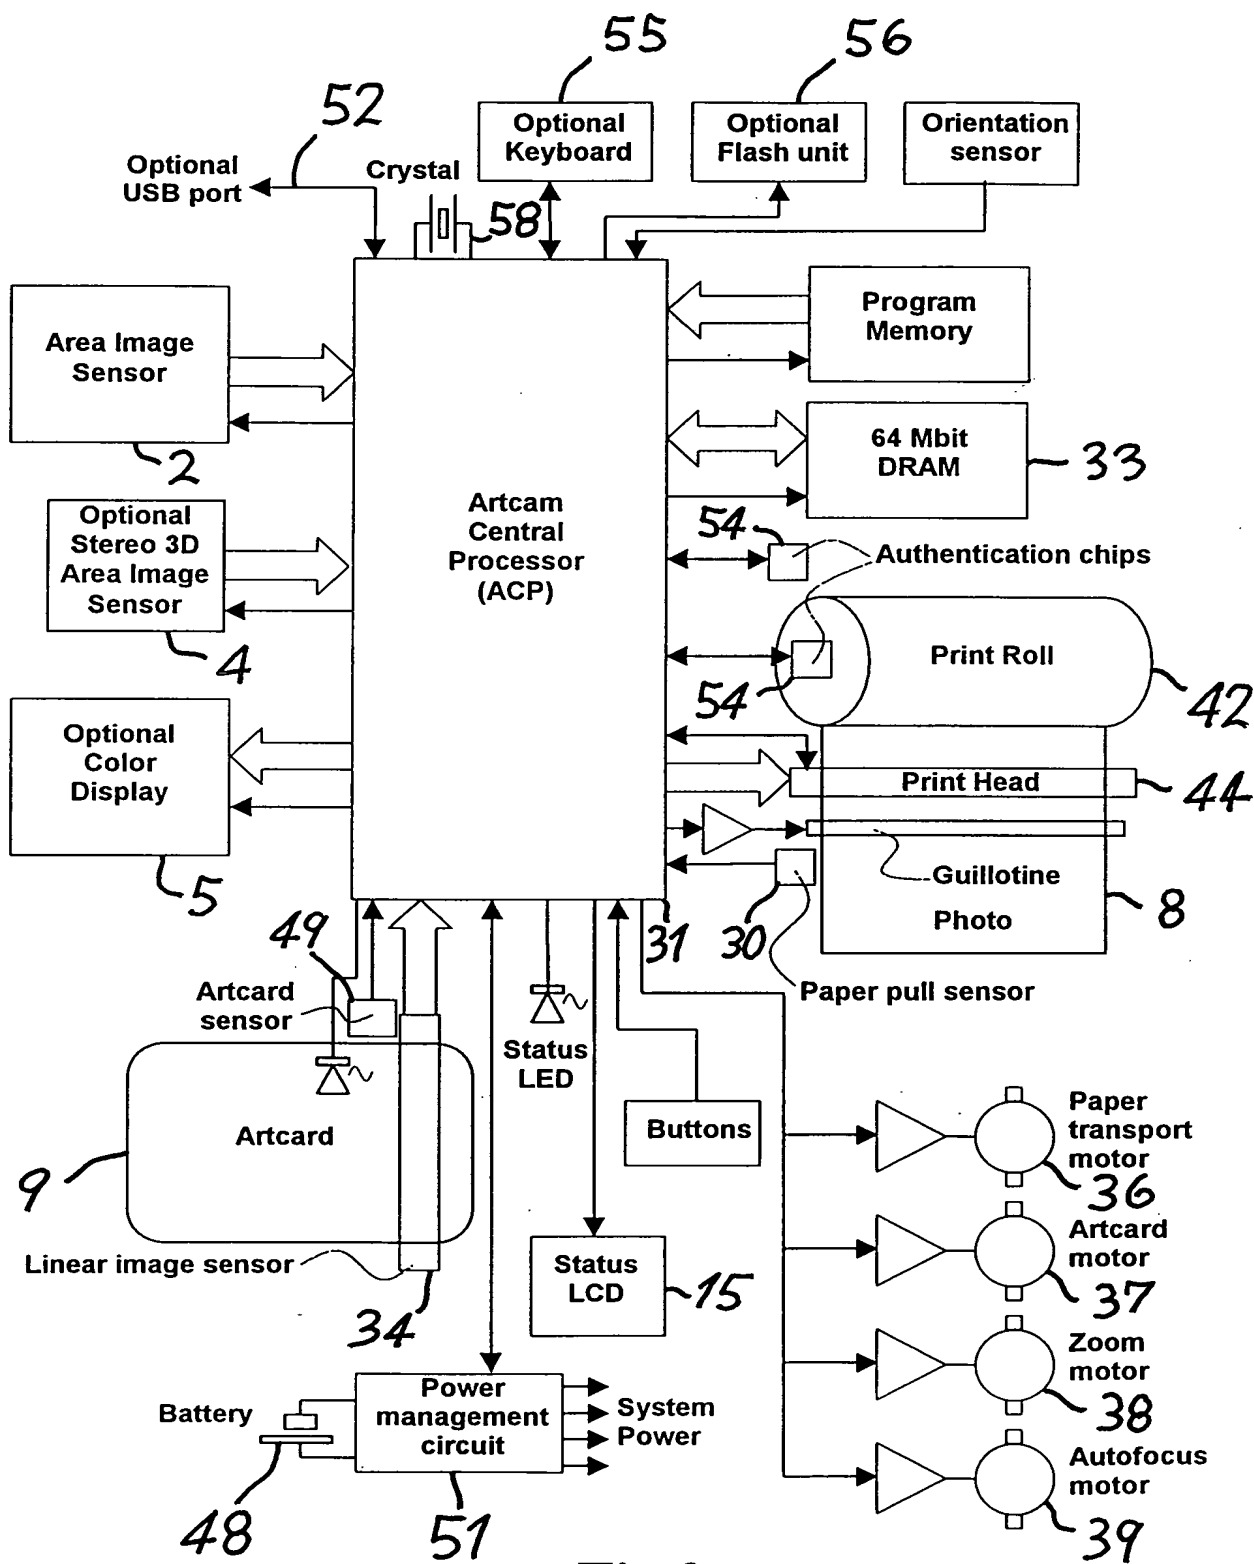 55
56
52
Optional
Keyboard
Optional
Flash unit
Orientation
sensor
Optional
USB port
Crystal
58
Area Image
Sensor
2
Program
Memory
64 Mbit
DRAM
33
Optional
Stereo 3D
Area Image
Sensor
4
Artcam
Central
Processor
(ACP)
54
Authentication chips
Print Roll
54
42
Optional
Color
Display
5
Print Head
44
Guillotine
Photo
8
31
30
Paper pull sensor
49
Artcard
sensor
Status
LED
Buttons
Artcard
9
Linear image sensor
34
Status
LCD
15
Paper
transport
motor
36
Artcard
motor
37
Zoom
motor
38
Autofocus
motor
39
Battery
48
Power
management
circuit
51
System
Power